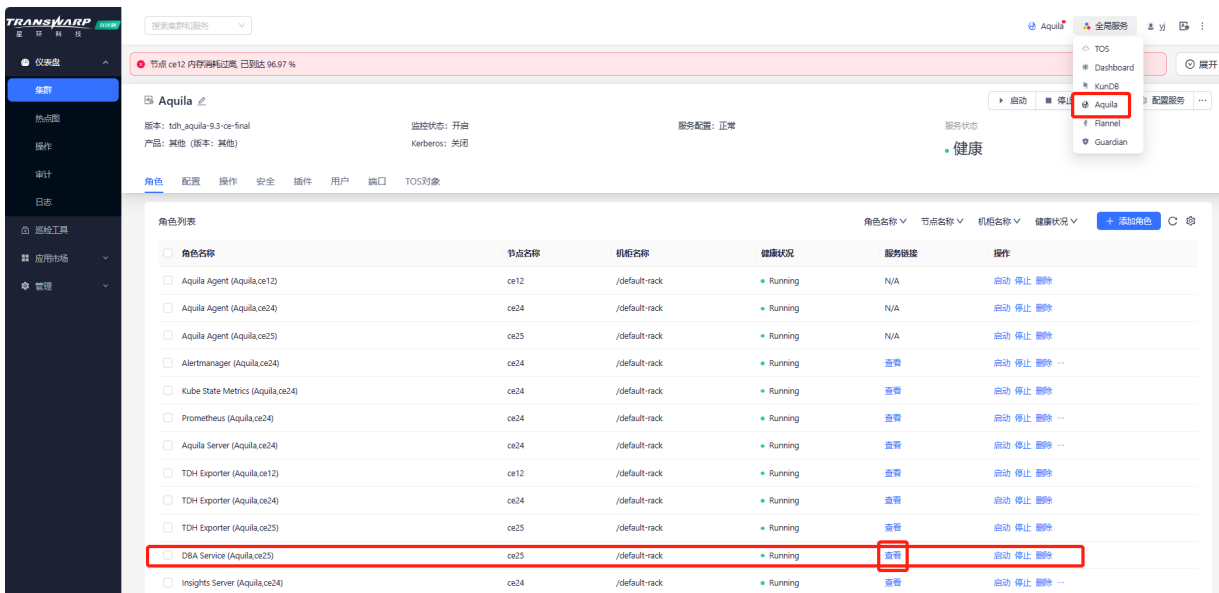 TRANSWARP 社区版
星 环 科 技
搜索集群和服务
Aquila 全局服务 yj
仪表盘
集群
热点图
操作
审计
日志
巡检工具
应用市场
管理
节点 ce12 内存消耗过高, 已到达 96.97 %
展开
TOS
Dashboard
KunDB
Aquila
Flannel
Guardian
Aquila
启动 停止 配置服务 ...
版本: tdh_aquila-9.3-ce-final 监控状态: 开启 服务配置: 正常 服务状态
产品: 其他 (版本: 其他) Kerberos: 关闭 健康
角色 配置 操作 安全 插件 用户 端口 TOS对象
角色列表 角色名称 节点名称 机柜名称 健康状况 + 添加角色
角色名称 节点名称 机柜名称 健康状况 服务链接 操作
Aquila Agent (Aquila,ce12) ce12 /default-rack Running N/A 启动 停止 删除
Aquila Agent (Aquila,ce24) ce24 /default-rack Running N/A 启动 停止 删除
Aquila Agent (Aquila,ce25) ce25 /default-rack Running N/A 启动 停止 删除
Alertmanager (Aquila,ce24) ce24 /default-rack Running 查看 启动 停止 删除 ...
Kube State Metrics (Aquila,ce24) ce24 /default-rack Running 查看 启动 停止 删除
Prometheus (Aquila,ce24) ce24 /default-rack Running 查看 启动 停止 删除 ...
Aquila Server (Aquila,ce24) ce24 /default-rack Running 查看 启动 停止 删除 ...
TDH Exporter (Aquila,ce12) ce12 /default-rack Running 查看 启动 停止 删除
TDH Exporter (Aquila,ce24) ce24 /default-rack Running 查看 启动 停止 删除
TDH Exporter (Aquila,ce25) ce25 /default-rack Running 查看 启动 停止 删除
DBA Service (Aquila,ce25) ce25 /default-rack Running 查看 启动 停止 删除
Insights Server (Aquila,ce24) ce24 /default-rack Running 查看 启动 停止 删除 ...